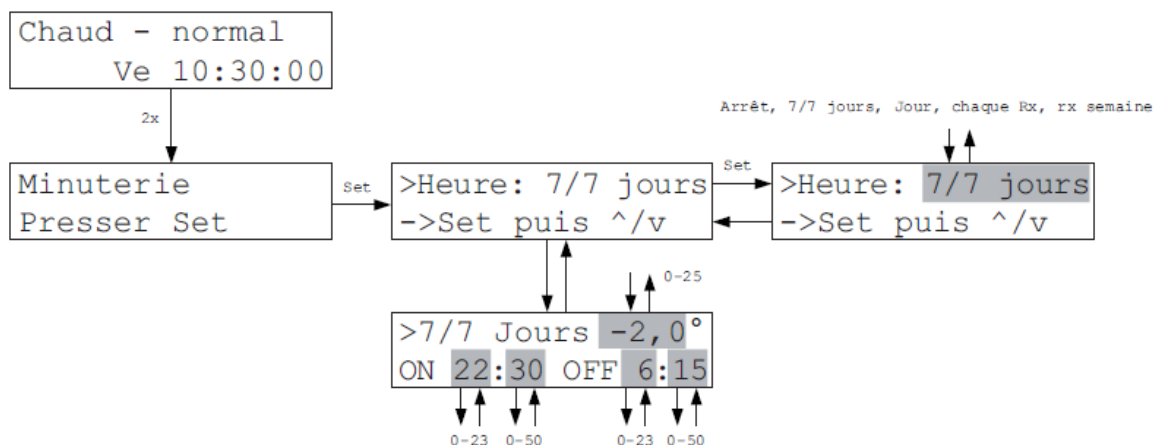 Chaud - normal
Ve 10:30:00
2x
Arrêt, 7/7 jours, Jour, chaque Rx, rx semaine
Minuterie
Presser Set
Set
>Heure: 7/7 jours
->Set puis ^/v
Set
>Heure: 7/7 jours
->Set puis ^/v
0-25
>7/7 Jours -2,0°
ON 22:30 OFF 6:15
0-23 0-50 0-23 0-50